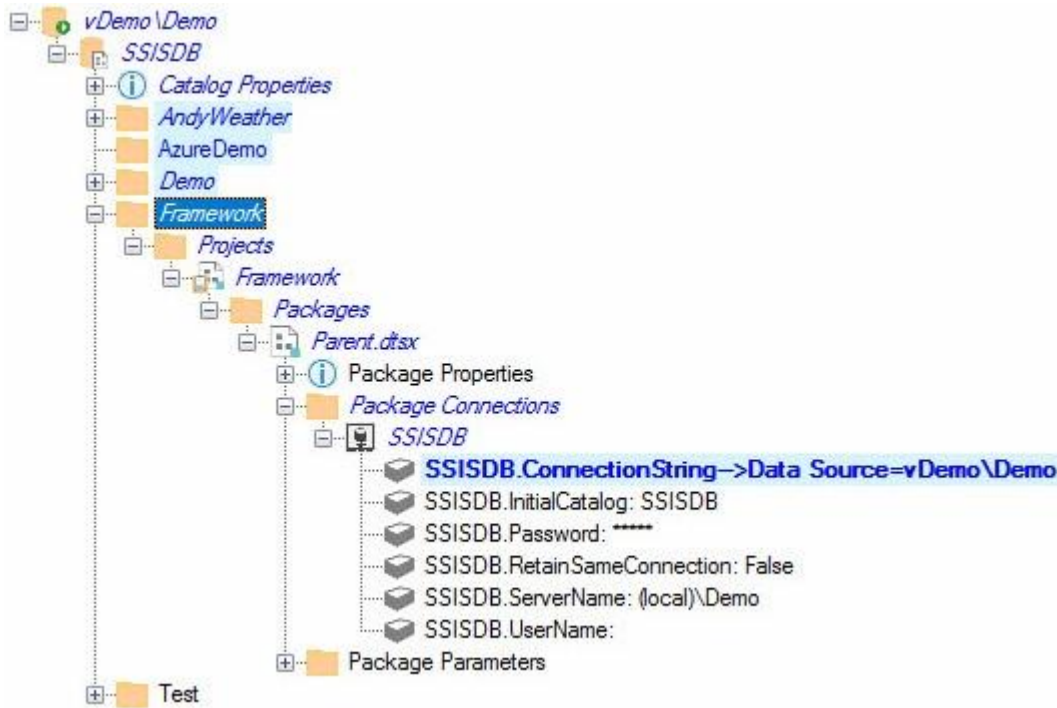 vDemo\Demo
SSISDB
Catalog Properties
AndyWeather
AzureDemo
Demo
Framework
Projects
Framework
Packages
Parent.dtsx
Package Properties
Package Connections
SSISDB
SSISDB.ConnectionString-->Data Source=vDemo\Demo
SSISDB.InitialCatalog: SSISDB
SSISDB.Password: *****
SSISDB.RetainSameConnection: False
SSISDB.ServerName: (local)\Demo
SSISDB.UserName:
Package Parameters
Test